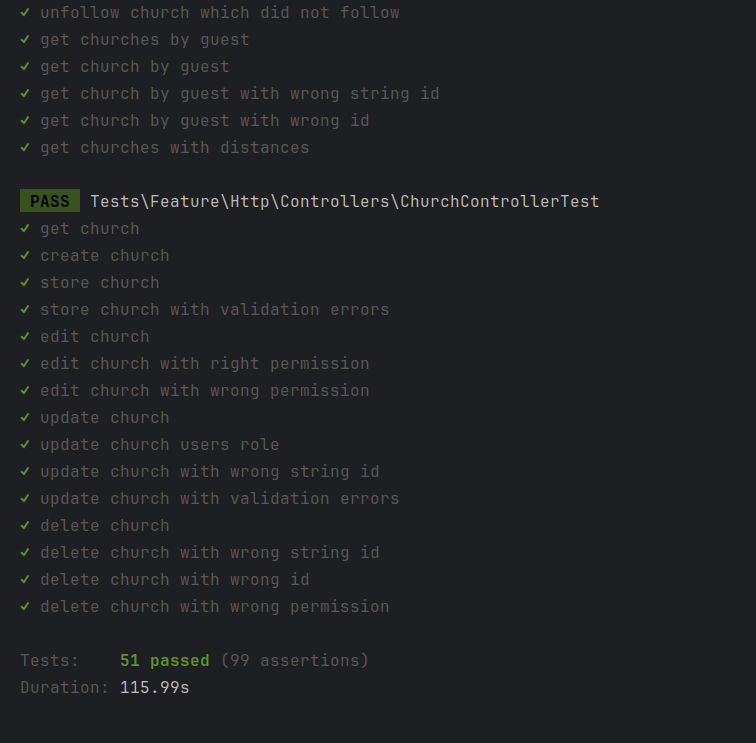 ✓ unfollow church which did not follow
✓ get churches by guest
✓ get church by guest
✓ get church by guest with wrong string id
✓ get church by guest with wrong id
✓ get churches with distances
PASS Tests\Feature\Http\Controllers\ChurchControllerTest
✓ get church
✓ create church
✓ store church
✓ store church with validation errors
✓ edit church
✓ edit church with right permission
✓ edit church with wrong permission
✓ update church
✓ update church users role
✓ update church with wrong string id
✓ update church with validation errors
✓ delete church
✓ delete church with wrong string id
✓ delete church with wrong id
✓ delete church with wrong permission
Tests: 51 passed (99 assertions)
Duration: 115.99s